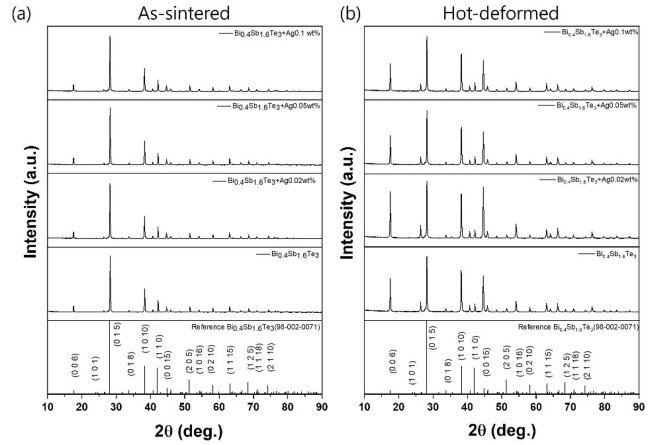 (a) As-sintered
Bi0.4Sb1.6Te3+Ag0.1 wt%
Bi0.4Sb1.6Te3+Ag0.05wt%
Bi0.4Sb1.6Te3+Ag0.02wt%
Bi0.4Sb1.6Te3
Reference Bi0.4Sb1.6Te3(98-002-0071)
(0 0 6)
(1 0 1)
(0 1 5)
(0 1 8)
(1 0 10)
(1 1 0)
(0 0 15)
(2 0 5)
(1 0 16)
(0 2 10)
(1 1 15)
(1 2 5)
(1 1 18)
(2 1 10)
Intensity (a.u.)
10 20 30 40 50 60 70 80 90
2θ (deg.)
(b) Hot-deformed
Bi0.4Sb1.6Te3+Ag0.1wt%
Bi0.4Sb1.6Te3+Ag0.05wt%
Bi0.4Sb1.6Te3+Ag0.02wt%
Bi0.4Sb1.6Te3
Reference Bi0.4Sb1.6Te3(98-002-0071)
(0 0 6)
(1 0 1)
(0 1 5)
(0 1 8)
(1 0 10)
(1 1 0)
(0 0 15)
(2 0 5)
(1 0 16)
(0 2 10)
(1 1 15)
(1 2 5)
(1 1 18)
(2 1 10)
Intensity (a.u.)
10 20 30 40 50 60 70 80 90
2θ (deg.)